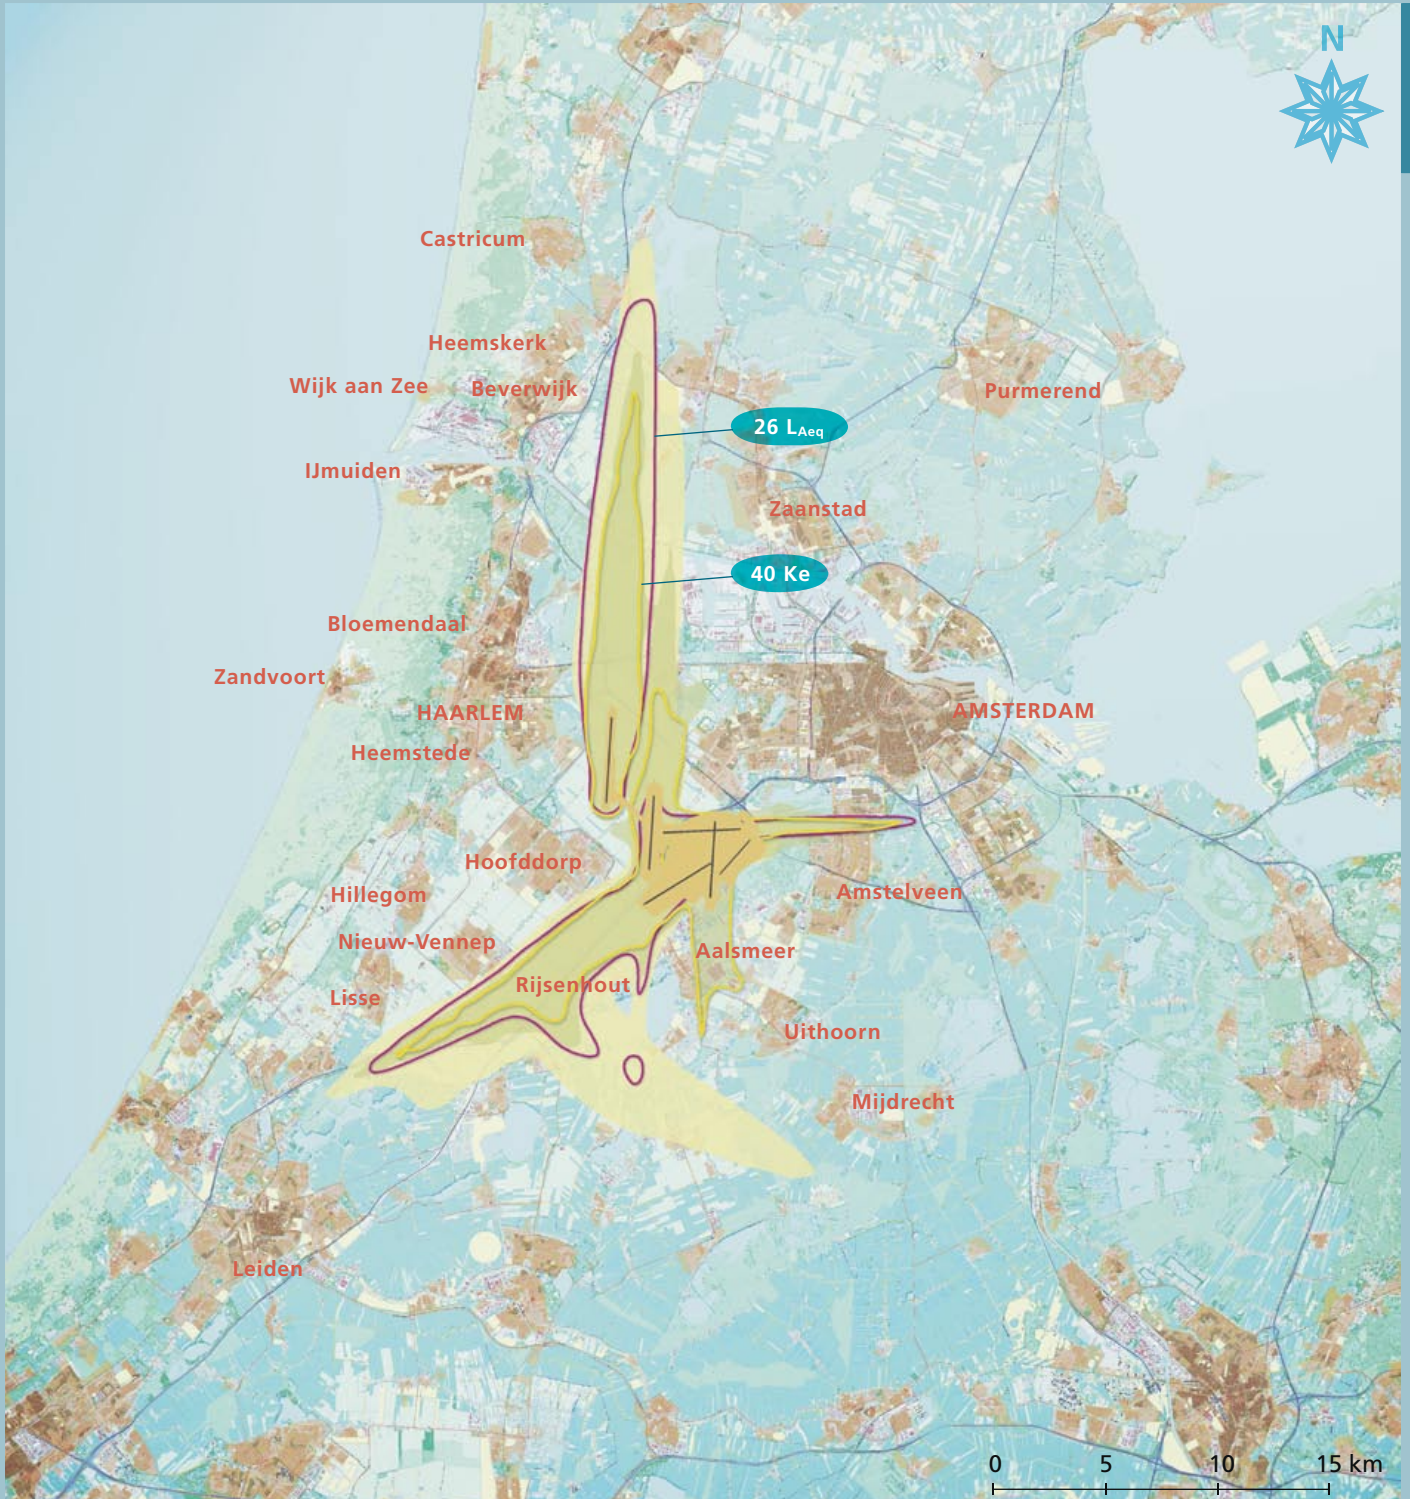 N
Castricum
Heemskerk
Wijk aan Zee
Beverwijk
Purmerend
26 LAeq
IJmuiden
Zaanstad
40 Ke
Bloemendaal
Zandvoort
HAARLEM
AMSTERDAM
Heemstede
Hoofddorp
Hillegom
Amstelveen
Nieuw-Vennep
Aalsmeer
Rijsenhout
Lisse
Uithoorn
Mijdrecht
Leiden
0 5 10 15 km